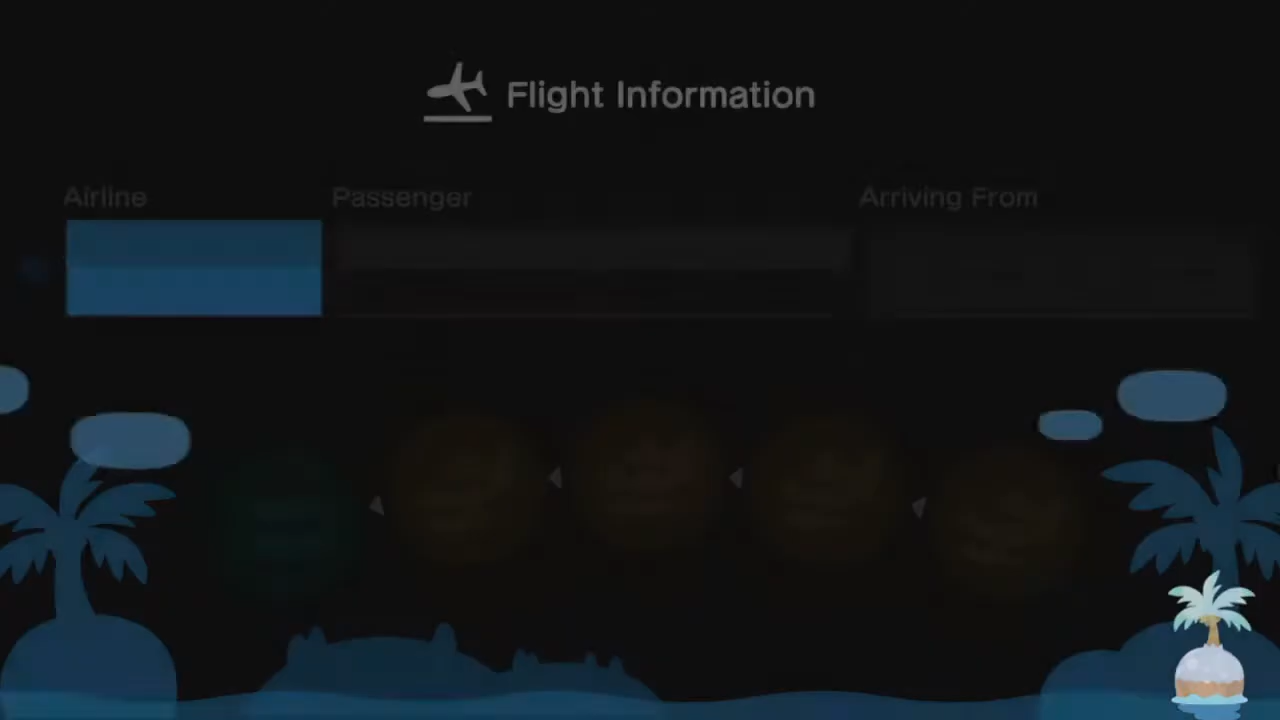 Flight Information
Airline
Passenger
Arriving From